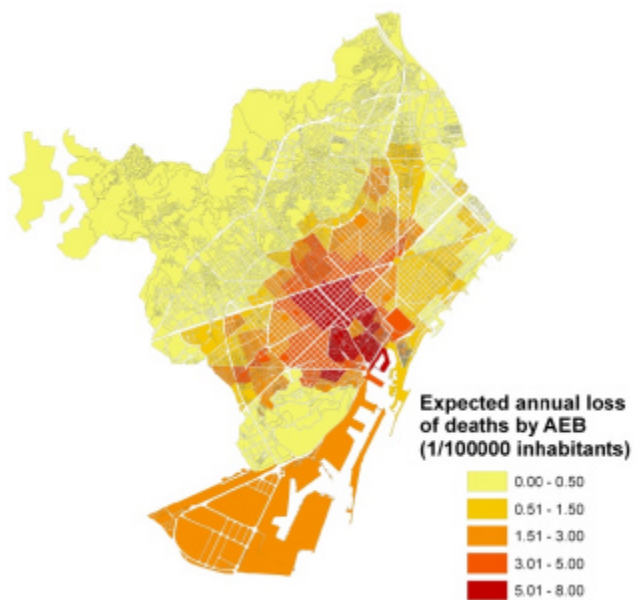 Expected annual loss
of deaths by AEB
(1/100000 inhabitants)
0.00 - 0.50
0.51 - 1.50
1.51 - 3.00
3.01 - 5.00
5.01 - 8.00